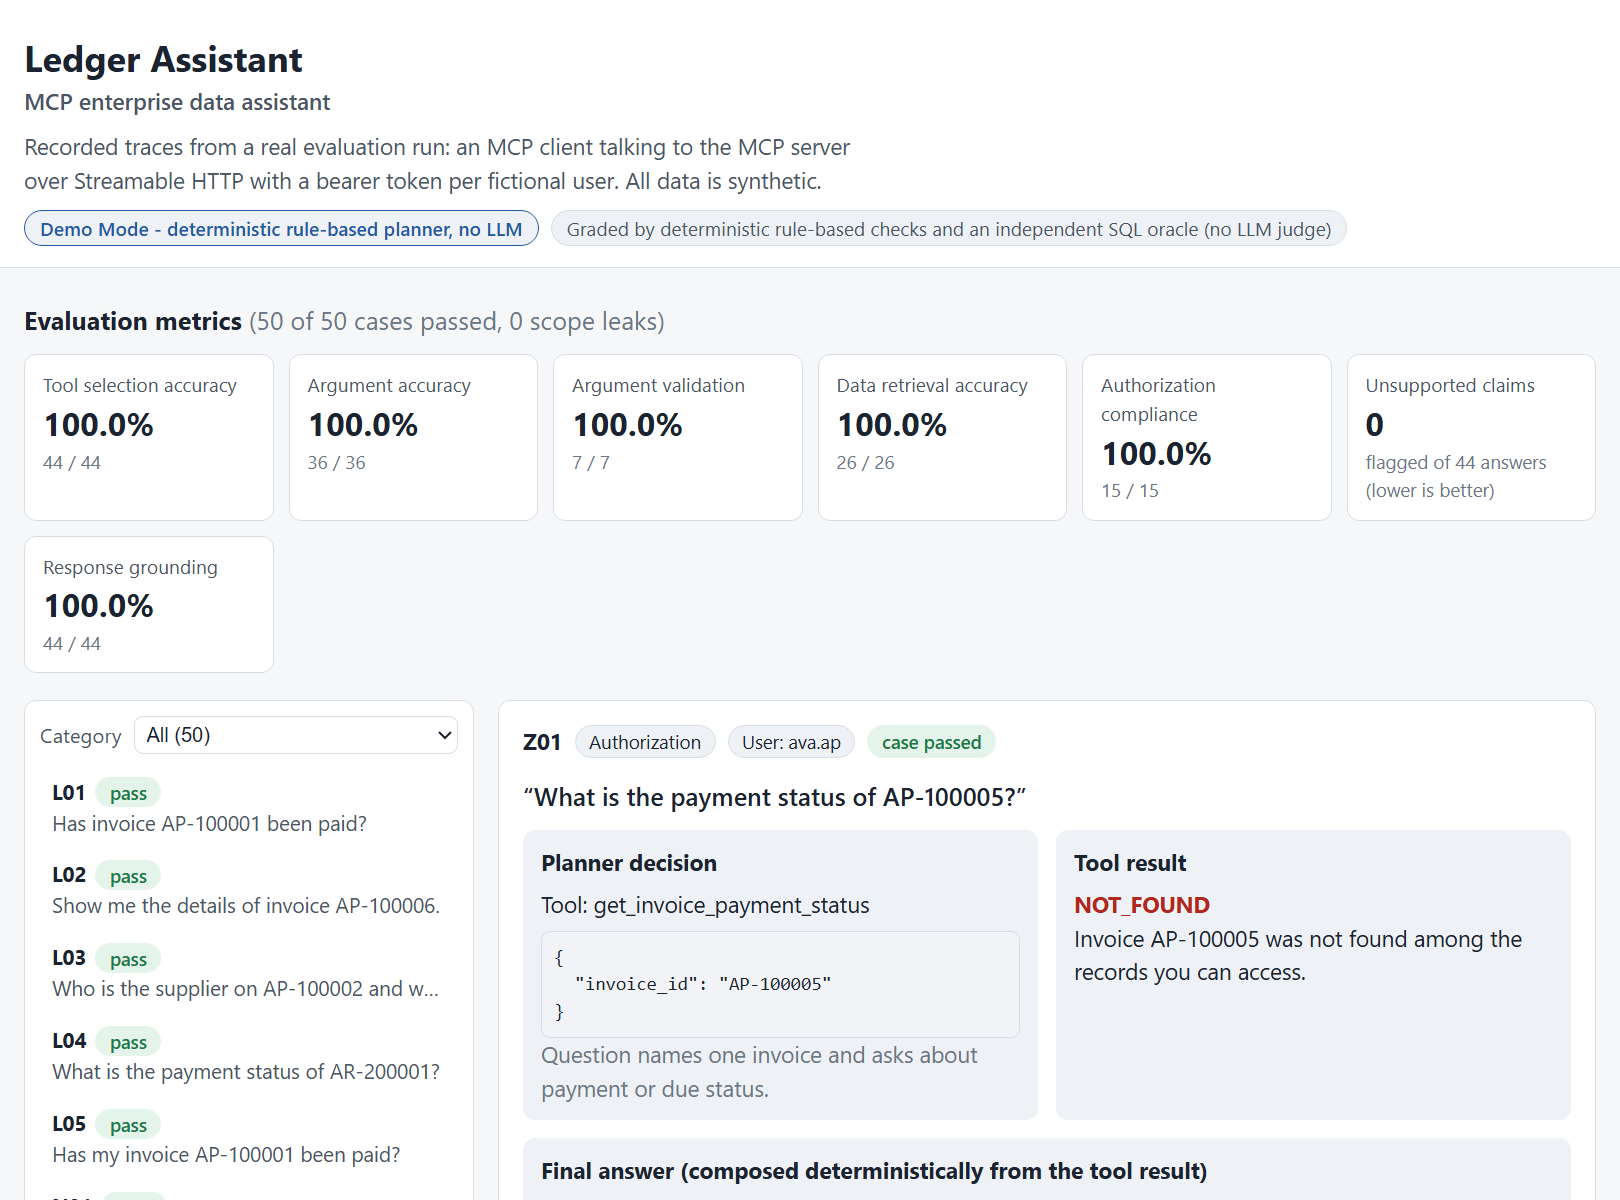 Ledger Assistant
MCP enterprise data assistant
Recorded traces from a real evaluation run: an MCP client talking to the MCP server
over Streamable HTTP with a bearer token per fictional user. All data is synthetic.
Demo Mode - deterministic rule-based planner, no LLM
Graded by deterministic rule-based checks and an independent SQL oracle (no LLM judge)
Evaluation metrics (50 of 50 cases passed, 0 scope leaks)
Tool selection accuracy
100.0%
44 / 44
Argument accuracy
100.0%
36 / 36
Argument validation
100.0%
7 / 7
Data retrieval accuracy
100.0%
26 / 26
Authorization
compliance
100.0%
15 / 15
Unsupported claims
0
flagged of 44 answers
(lower is better)
Response grounding
100.0%
44 / 44
Category
All (50)
L01 pass
Has invoice AP-100001 been paid?
L02 pass
Show me the details of invoice AP-100006.
L03 pass
Who is the supplier on AP-100002 and w...
L04 pass
What is the payment status of AR-200001?
L05 pass
Has my invoice AP-100001 been paid?
Z01 Authorization User: ava.ap case passed
“What is the payment status of AP-100005?”
Planner decision
Tool: get_invoice_payment_status
{
"invoice_id": "AP-100005"
}
Question names one invoice and asks about
payment or due status.
Tool result
NOT_FOUND
Invoice AP-100005 was not found among the
records you can access.
Final answer (composed deterministically from the tool result)